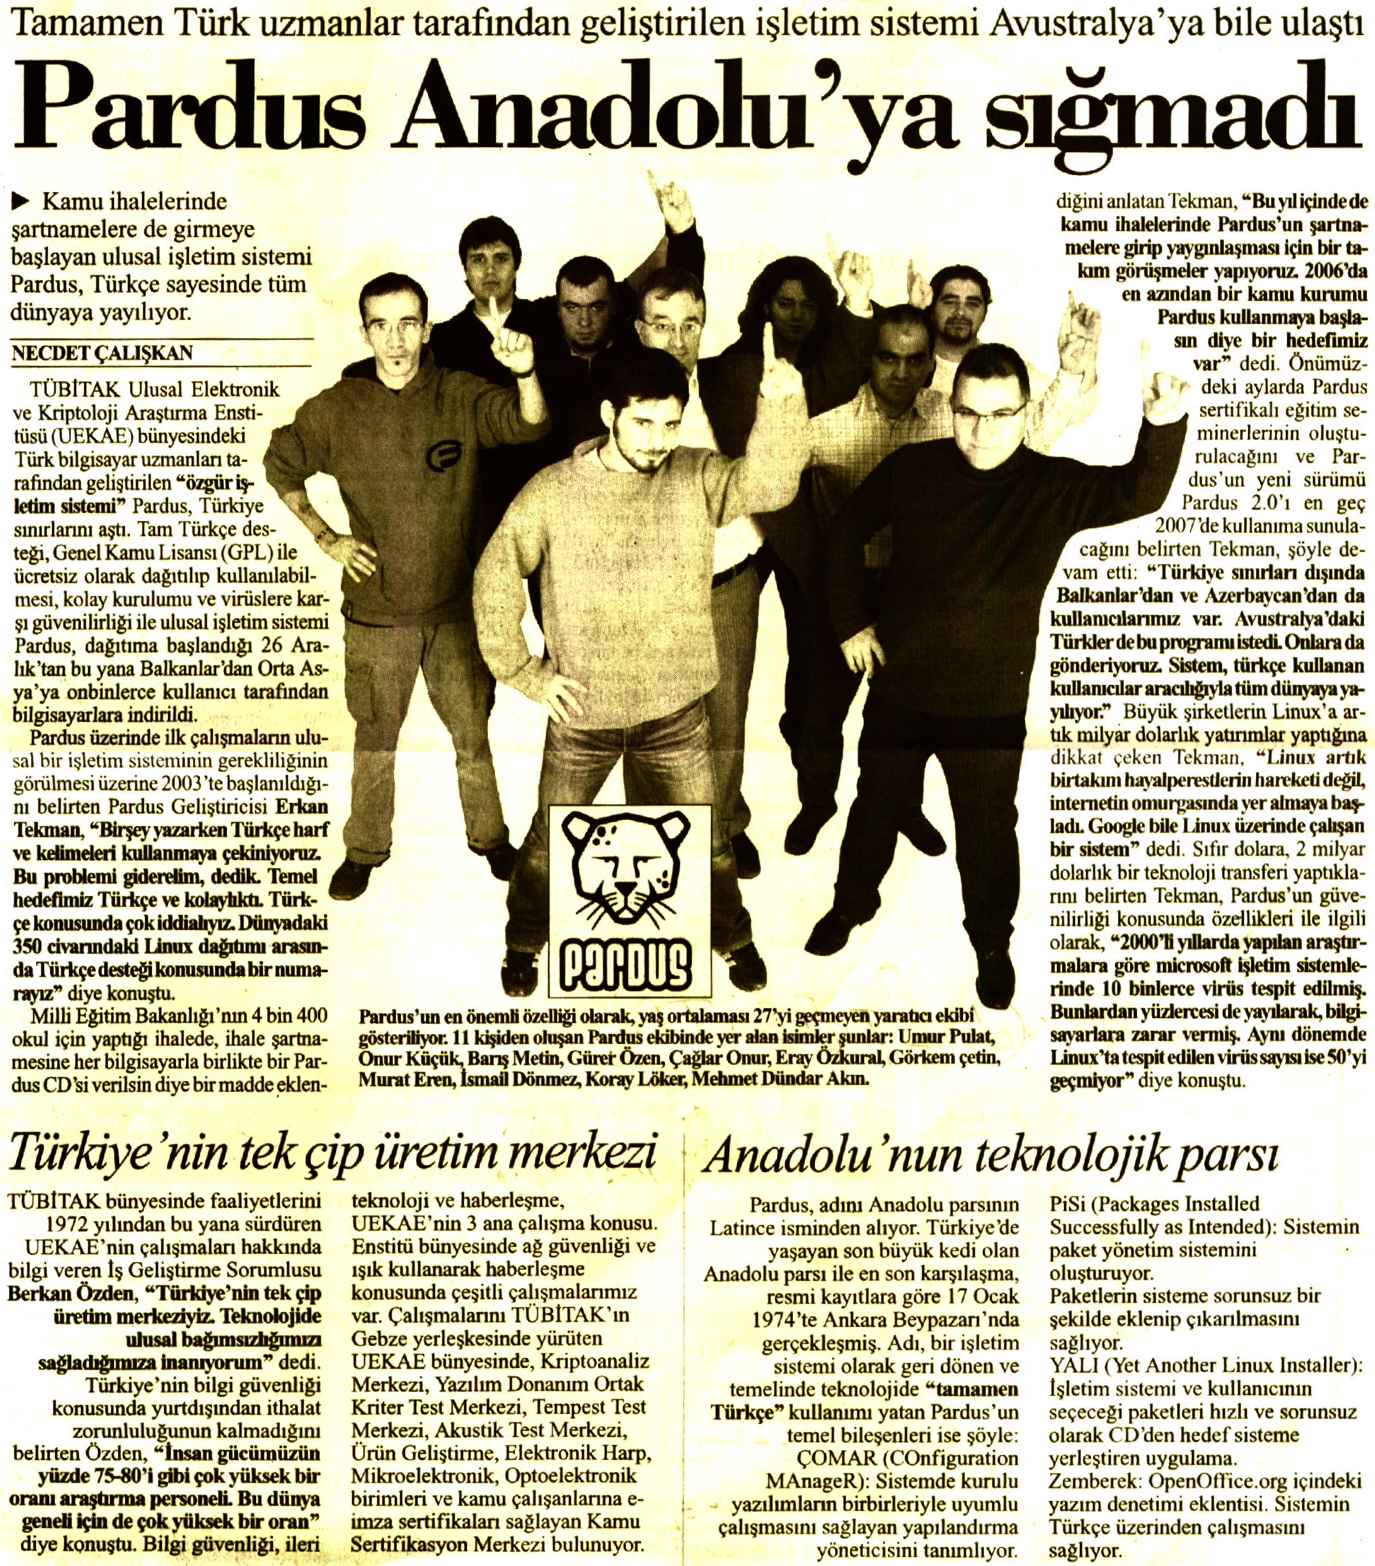 Tamamen Türk uzmanlar tarafından geliştirilen işletim sistemi Avustralya’ya bile ulaştı
Pardus Anadolu’ya sığmadı
► Kamu ihalelerinde
şartnamelere de girmeye
başlayan ulusal işletim sistemi
Pardus, Türkçe sayesinde tüm
dünyaya yayılıyor.
NECDET ÇALIŞKAN
TÜBİTAK Ulusal Elektronik
ve Kriptoloji Araştırma Ensti-
tüsü (UEKAE) bünyesindeki
Türk bilgisayar uzmanları ta-
rafından geliştirilen “özgür iş-
letim sistemi” Pardus, Türkiye
sınırlarını aştı. Tam Türkçe des-
teği, Genel Kamu Lisansı (GPL) ile
ücretsiz olarak dağıtılıp kullanılabil-
mesi, kolay kurulumu ve virüslere kar-
şı güvenilirliği ile ulusal işletim sistemi
Pardus, dağıtıma başlandığı 26 Ara-
lık’tan bu yana Balkanlar’dan Orta As-
ya’ya onbinlerce kullanıcı tarafından
bilgisayarlara indirildi.
Pardus üzerinde ilk çalışmaların ulu-
sal bir işletim sisteminin gerekliliğinin
görülmesi üzerine 2003’te başlanıldığı-
nı belirten Pardus Geliştiricisi Erkan
Tekman, “Birşey yazarken Türkçe harf
ve kelimeleri kullanmaya çekiniyoruz.
Bu problemi giderelim, dedik. Temel
hedefimiz Türkçe ve kolaylıktı. Türk-
çe konusunda çok iddialıyız. Dünyadaki
350 civarındaki Linux dağıtımı arasın-
da Türkçe desteği konusunda bir numa-
rayız” diye konuştu.
Milli Eğitim Bakanlığı’nın 4 bin 400
okul için yaptığı ihalede, ihale şartna-
mesine her bilgisayarla birlikte bir Par-
dus CD’si verilsin diye bir madde eklen-
PARDUS
Pardus’un en önemli özelliği olarak, yaş ortalaması 27’yi geçmeyen yaratıcı ekibi
gösteriliyor. 11 kişiden oluşan Pardus ekibinde yer alan isimler şunlar: Umur Pulat,
Onur Küçük, Barış Metin, Gürer Özen, Çağlar Onur, Eray Özkural, Görkem çetin,
Murat Eren, İsmail Dönmez, Koray Löker, Mehmet Dündar Akın.
diğini anlatan Tekman, “Bu yıl içinde de
kamu ihalelerinde Pardus’un şartna-
melere girip yaygınlaşması için bir ta-
kım görüşmeler yapıyoruz. 2006’da
en azından bir kamu kurumu
Pardus kullanmaya başla-
sın diye bir hedefimiz
var” dedi. Önümüz-
deki aylarda Pardus
sertifikalı eğitim se-
minerlerinin oluştu-
rulacağını ve Par-
dus’un yeni sürümü
Pardus 2.0’ı en geç
2007’de kullanıma sunula-
cağını belirten Tekman, şöyle de-
vam etti: “Türkiye sınırları dışında
Balkanlar’dan ve Azerbaycan’dan da
kullanıcılarımız var. Avustralya’daki
Türkler de bu programı istedi. Onlara da
gönderiyoruz. Sistem, türkçe kullanan
kullanıcılar aracılığıyla tüm dünyaya ya-
yılıyor.” Büyük şirketlerin Linux’a ar-
tık milyar dolarlık yatırımlar yaptığına
dikkat çeken Tekman, “Linux artık
birtakım hayalperestlerin hareketi değil,
internetin omurgasında yer almaya baş-
ladı. Google bile Linux üzerinde çalışan
bir sistem” dedi. Sıfır dolara, 2 milyar
dolarlık bir teknoloji transferi yaptıkla-
rını belirten Tekman, Pardus’un güve-
nilirliği konusunda özellikleri ile ilgili
olarak, “2000’li yıllarda yapılan araştır-
malara göre microsoft işletim sistemle-
rinde 10 binlerce virüs tespit edilmiş.
Bunlardan yüzlercesi de yayılarak, bilgi-
sayarlara zarar vermiş. Aynı dönemde
Linux’ta tespit edilen virüs sayısı ise 50’yi
geçmiyor” diye konuştu.
Türkiye’nin tek çip üretim merkezi
TÜBİTAK bünyesinde faaliyetlerini
1972 yılından bu yana sürdüren
UEKAE’nin çalışmaları hakkında
bilgi veren İş Geliştirme Sorumlusu
Berkan Özden, “Türkiye’nin tek çip
üretim merkeziyiz. Teknolojide
ulusal bağımsızlığımızı
sağladığımıza inanıyorum” dedi.
Türkiye’nin bilgi güvenliği
konusunda yurtdışından ithalat
zorunluluğunun kalmadığını
belirten Özden, “İnsan gücümüzün
yüzde 75-80’i gibi çok yüksek bir
oranı araştırma personeli. Bu dünya
geneli için de çok yüksek bir oran”
diye konuştu. Bilgi güvenliği, ileri
teknoloji ve haberleşme,
UEKAE’nin 3 ana çalışma konusu.
Enstitü bünyesinde ağ güvenliği ve
ışık kullanarak haberleşme
konusunda çeşitli çalışmalarımız
var. Çalışmalarını TÜBİTAK’ın
Gebze yerleşkesinde yürüten
UEKAE bünyesinde, Kriptoanaliz
Merkezi, Yazılım Donanım Ortak
Kriter Test Merkezi, Tempest Test
Merkezi, Akustik Test Merkezi,
Ürün Geliştirme, Elektronik Harp,
Mikroelektronik, Optoelektronik
birimleri ve kamu çalışanlarına e-
imza sertifikaları sağlayan Kamu
Sertifikasyon Merkezi bulunuyor.
Anadolu’nun teknolojik parsı
Pardus, adını Anadolu parsının
Latince isminden alıyor. Türkiye’de
yaşayan son büyük kedi olan
Anadolu parsı ile en son karşılaşma,
resmi kayıtlara göre 17 Ocak
1974’te Ankara Beypazarı’nda
gerçekleşmiş. Adı, bir işletim
sistemi olarak geri dönen ve
temelinde teknolojide “tamamen
Türkçe” kullanımı yatan Pardus’un
temel bileşenleri ise şöyle:
ÇOMAR (COnfiguration
MAnageR): Sistemde kurulu
yazılımların birbirleriyle uyumlu
çalışmasını sağlayan yapılandırma
yöneticisini tanımlıyor.
PiSi (Packages Installed
Successfully as Intended): Sistemin
paket yönetim sistemini
oluşturuyor.
Paketlerin sisteme sorunsuz bir
şekilde eklenip çıkarılmasını
sağlıyor.
YALI (Yet Another Linux Installer):
İşletim sistemi ve kullanıcının
seçeceği paketleri hızlı ve sorunsuz
olarak CD’den hedef sisteme
yerleştiren uygulama.
Zemberek: OpenOffice.org içindeki
yazım denetimi eklentisi. Sistemin
Türkçe üzerinden çalışmasını
sağlıyor.